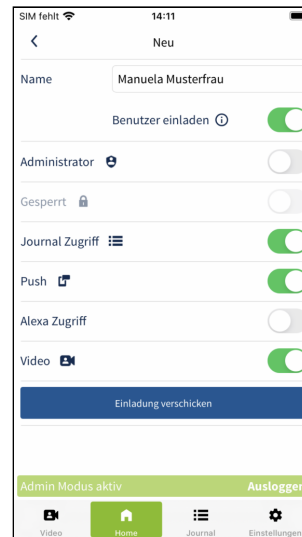 SIM fehlt 14:11
Neu
Name Manuela Musterfrau
Benutzer einladen
Administrator
Gesperrt
Journal Zugriff
Push
Alexa Zugriff
Video
Einladung verschicken
Admin Modus aktiv Ausloggen
Video Home Journal Einstellungen